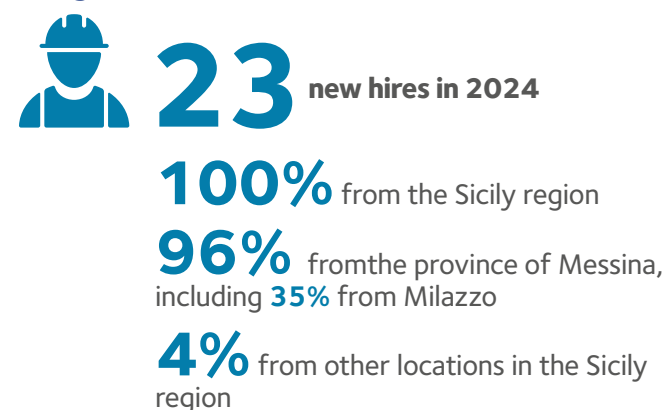 23 new hires in 2024
100% from the Sicily region
96% fromthe province of Messina,
including 35% from Milazzo
4% from other locations in the Sicily
region